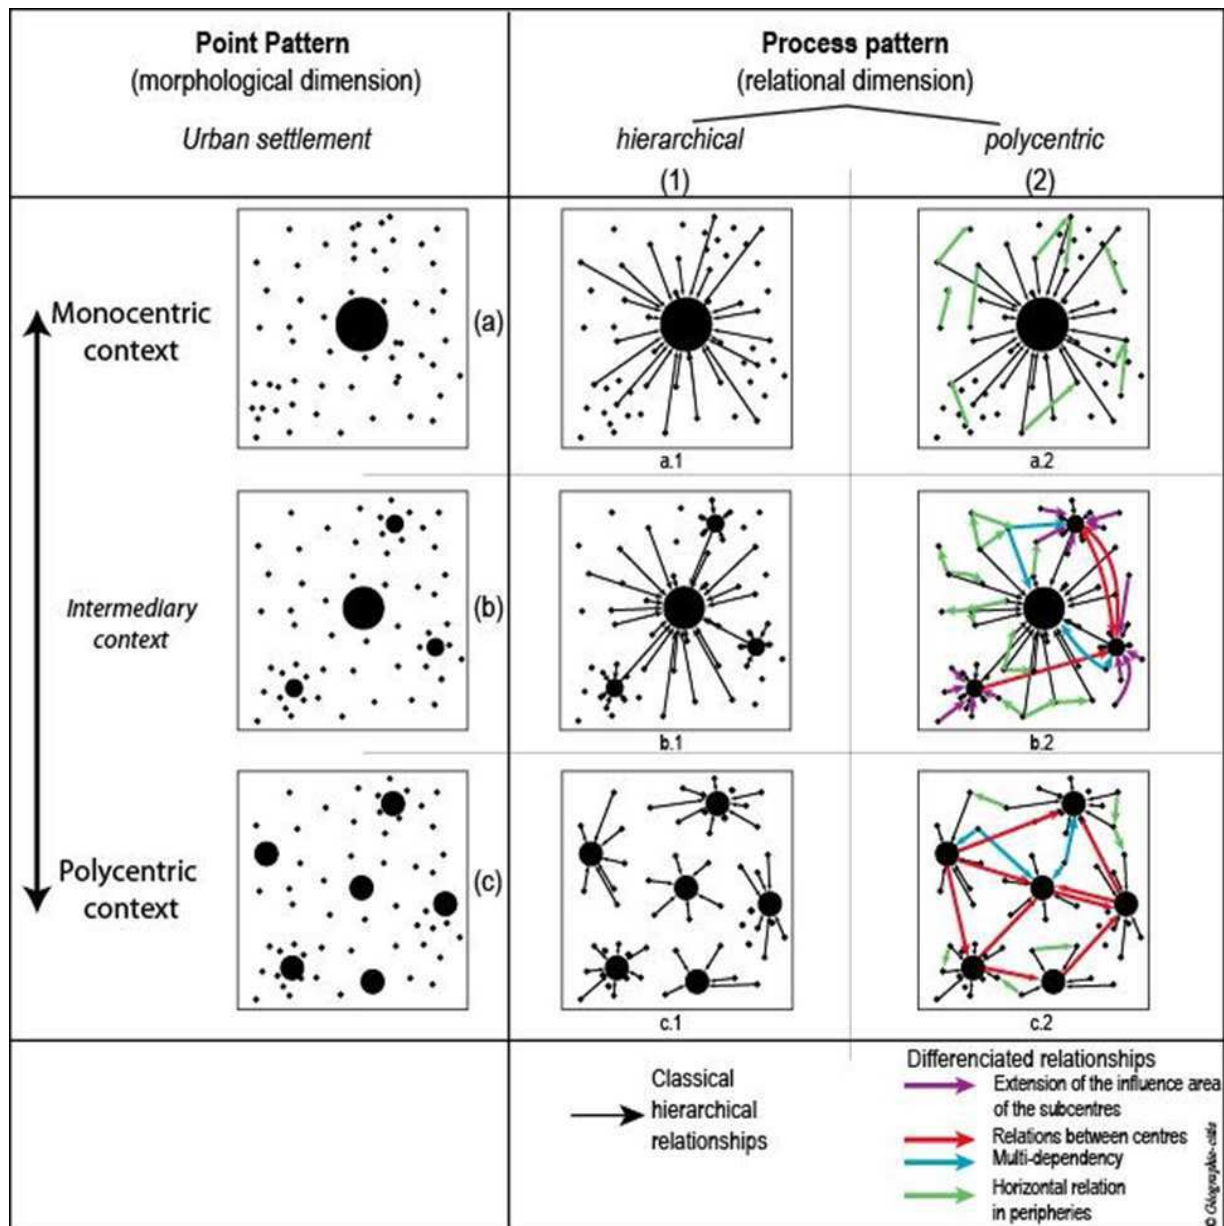 Point Pattern
(morphological dimension)
Urban settlement
Process pattern
(relational dimension)
hierarchical
polycentric
(1)
(2)
Monocentric
context
(a)
a.1
a.2
Intermediary
context
(b)
b.1
b.2
Polycentric
context
(c)
c.1
c.2
Classical
hierarchical
relationships
Differenciated relationships
Extension of the influence area
of the subcentres
Relations between centres
Multi-dependency
Horizontal relation
in peripheries
© Géographie-cités